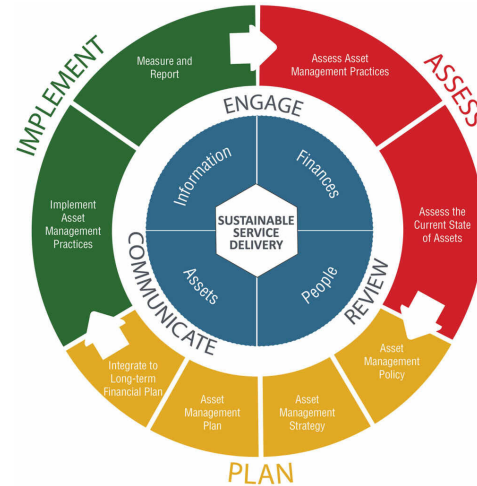 IMPLEMENT
Measure and
Report
Assess Asset
Management Practices
ASSESS
ENGAGE
Information
Finances
Implement
Asset
Management
Practices
SUSTAINABLE
SERVICE
DELIVERY
Assess the
Current State
of Assets
Assets
People
COMMUNICATE
REVIEW
Integrate to
Long-term
Financial Plan
Asset
Management
Plan
Asset
Management
Strategy
Asset
Management
Policy
PLAN